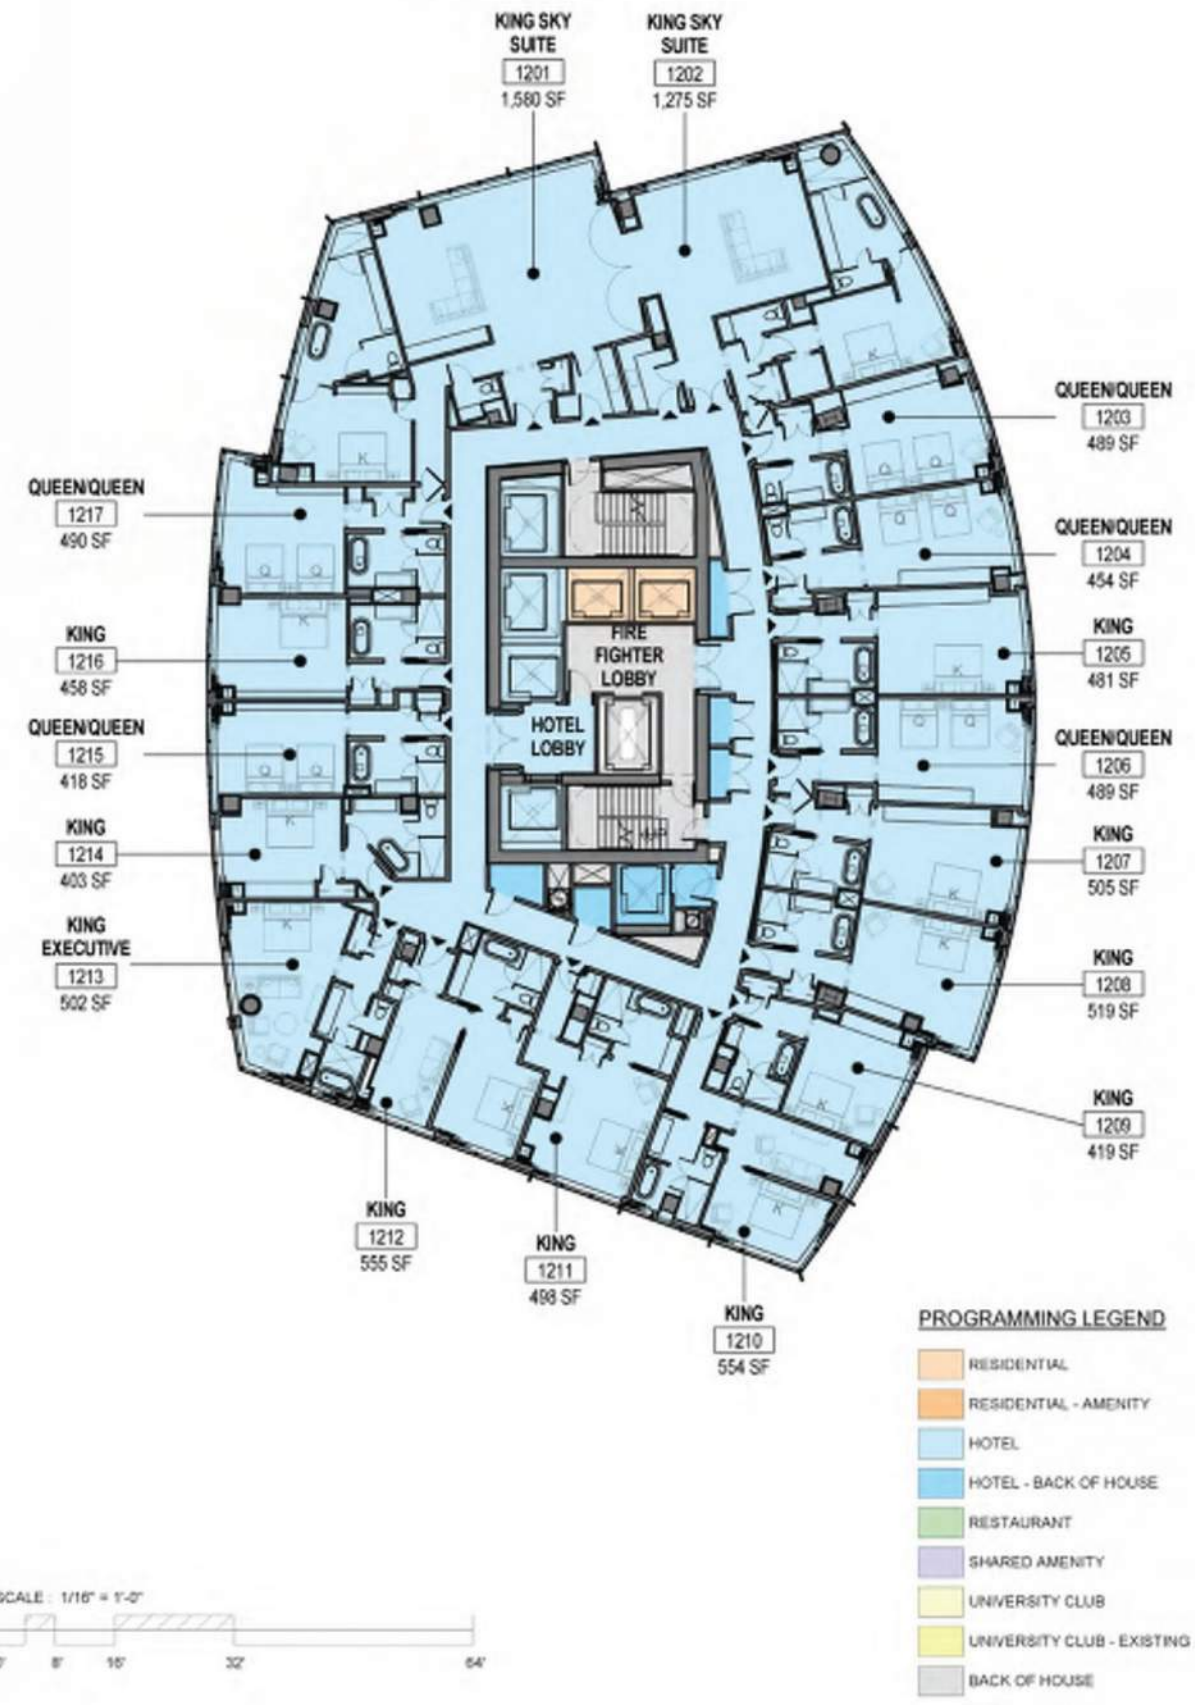 KING SKY
SUITE
1201
1,580 SF
KING SKY
SUITE
1202
1,275 SF
QUEEN/QUEEN
1203
489 SF
QUEEN/QUEEN
1204
454 SF
KING
1205
481 SF
QUEEN/QUEEN
1206
489 SF
KING
1207
505 SF
KING
1208
519 SF
KING
1209
419 SF
KING
1210
554 SF
KING
1211
498 SF
KING
1212
555 SF
KING
EXECUTIVE
1213
502 SF
KING
1214
403 SF
QUEEN/QUEEN
1215
418 SF
KING
1216
458 SF
QUEEN/QUEEN
1217
490 SF
FIRE
FIGHTER
LOBBY
HOTEL
LOBBY
K
K
Q Q
Q Q
K
Q Q
K
K
K
K
K
K
K
K
Q Q
K
Q Q
PROGRAMMING LEGEND
RESIDENTIAL
RESIDENTIAL - AMENITY
HOTEL
HOTEL - BACK OF HOUSE
RESTAURANT
SHARED AMENITY
UNIVERSITY CLUB
UNIVERSITY CLUB - EXISTING
BACK OF HOUSE
SCALE : 1/16" = 1'-0"
8' 16' 32' 64'